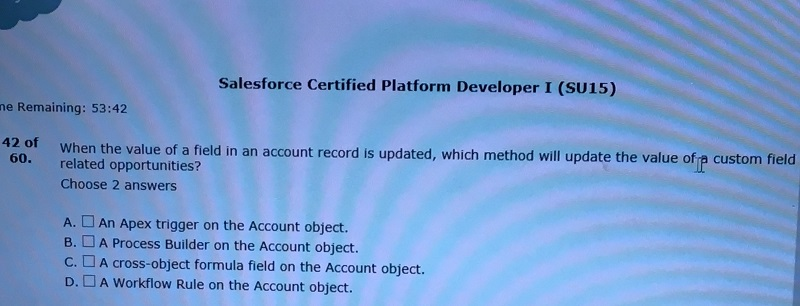 Salesforce Certified Platform Developer I (SU15)
me Remaining: 53:42
42 of
60.
When the value of a field in an account record is updated, which method will update the value of a custom field
related opportunities?
Choose 2 answers
A. An Apex trigger on the Account object.
B. A Process Builder on the Account object.
C. A cross-object formula field on the Account object.
D. A Workflow Rule on the Account object.